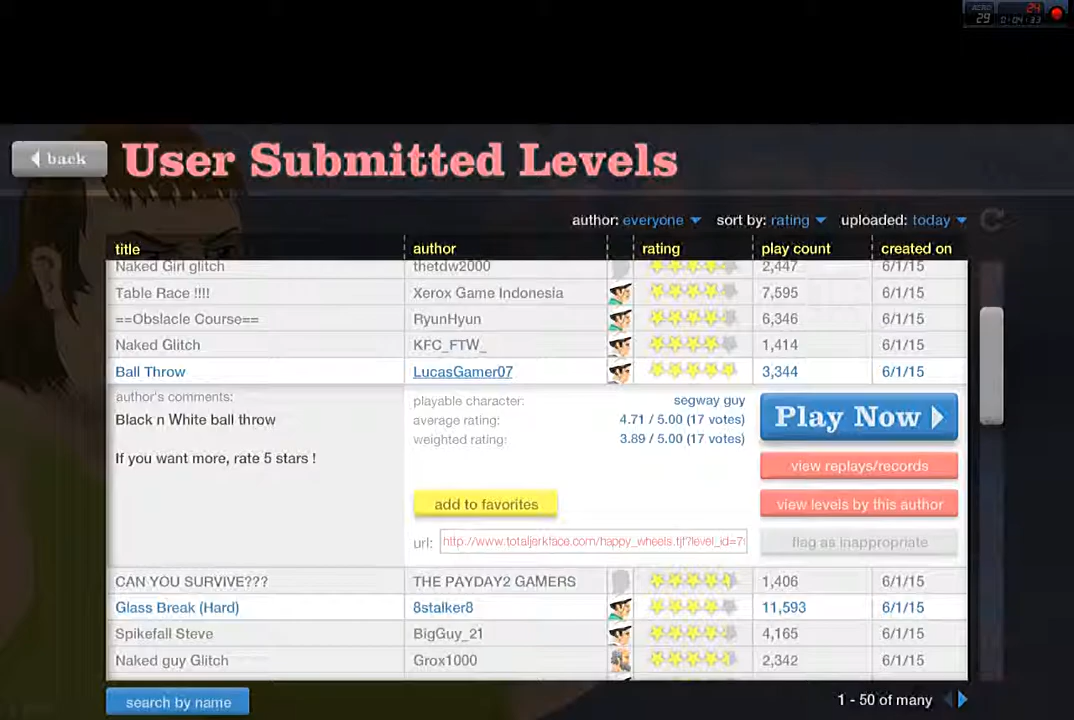 AERO 29 24 0:04:33
back User Submitted Levels
author: everyone sort by: rating uploaded: today
title author rating play count created on
Naked Girl glitch thetdw2000 2,447 6/1/15
Table Race !!!! Xerox Game Indonesia 7,595 6/1/15
==Obslacle Course== RyunHyun 6,346 6/1/15
Naked Glitch KFC_FTW_ 1,414 6/1/15
Ball Throw LucasGamer07 3,344 6/1/15
author's comments:
Black n White ball throw
If you want more, rate 5 stars !
playable character: segway guy
average rating: 4.71 / 5.00 (17 votes)
weighted rating: 3.89 / 5.00 (17 votes)
add to favorites
url: http://www.totaljerkface.com/happy_wheels.tjf?level_id=7
Play Now
view replays/records
view levels by this author
flag as inappropriate
CAN YOU SURVIVE??? THE PAYDAY2 GAMERS 1,406 6/1/15
Glass Break (Hard) 8stalker8 11,593 6/1/15
Spikefall Steve BigGuy_21 4,165 6/1/15
Naked guy Glitch Grox1000 2,342 6/1/15
search by name 1 - 50 of many